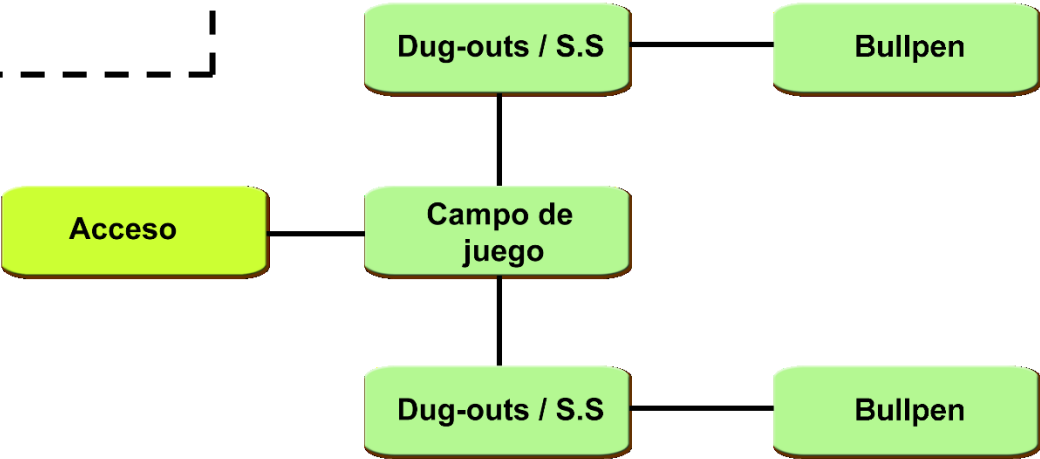 Dug-outs / S.S
Bullpen
Acceso
Campo de
juego
Dug-outs / S.S
Bullpen